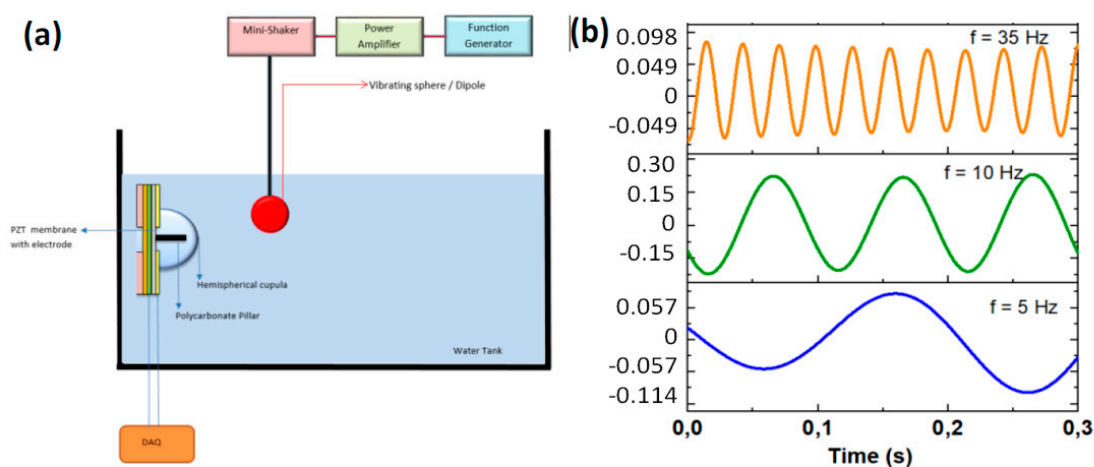 (a)
Mini-Shaker
Power
Amplifier
Function
Generator
Vibrating sphere / Dipole
PZT membrane
with electrode
Hemispherical cupula
Polycarbonate Pillar
Water Tank
DAQ
(b)
f = 35 Hz
0.098
0.049
0
-0.049
f = 10 Hz
0.30
0.15
0
-0.15
f = 5 Hz
0.057
0
-0.057
-0.114
0,0 0,1 0,2 0,3
Time (s)